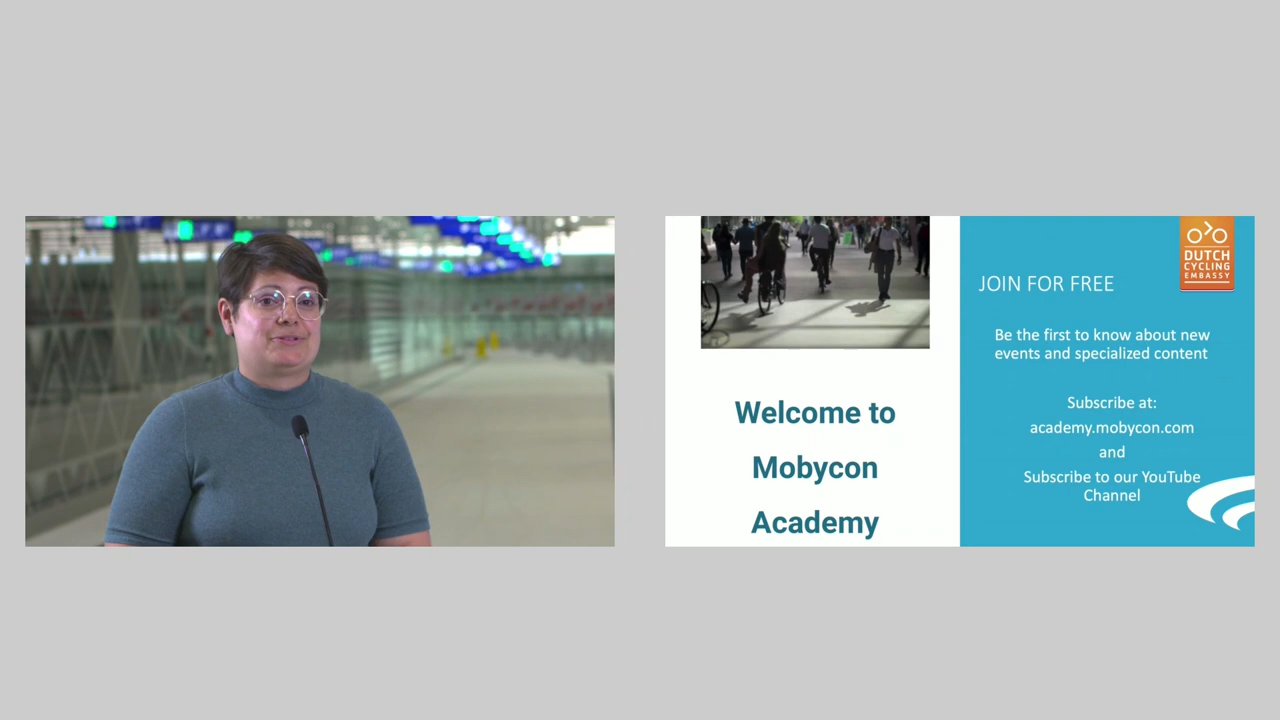 Welcome to
Mobycon
Academy
JOIN FOR FREE
DUTCH
CYCLING
EMBASSY
Be the first to know about new
events and specialized content
Subscribe at:
academy.mobycon.com
and
Subscribe to our YouTube
Channel